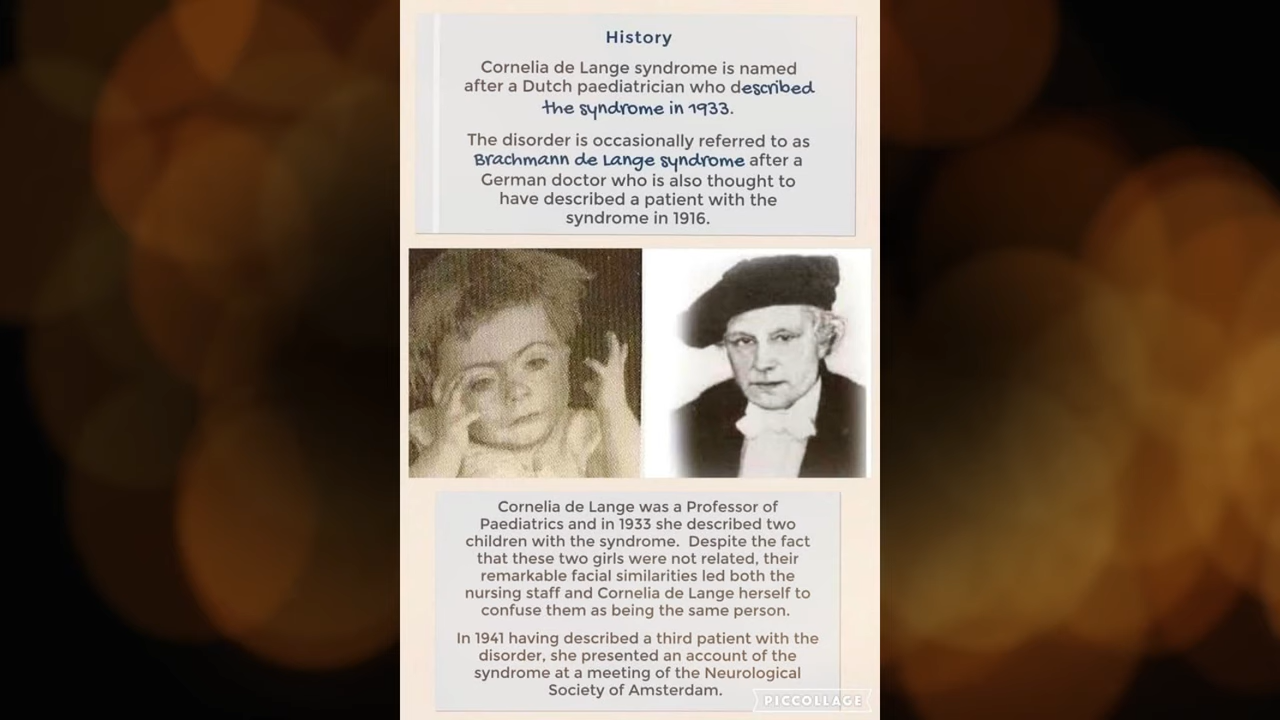 History
Cornelia de Lange syndrome is named
after a Dutch paediatrician who described
the syndrome in 1933.
The disorder is occasionally referred to as
Brachmann de Lange syndrome after a
German doctor who is also thought to
have described a patient with the
syndrome in 1916.
Cornelia de Lange was a Professor of
Paediatrics and in 1933 she described two
children with the syndrome. Despite the fact
that these two girls were not related, their
remarkable facial similarities led both the
nursing staff and Cornelia de Lange herself to
confuse them as being the same person.
In 1941 having described a third patient with the
disorder, she presented an account of the
syndrome at a meeting of the Neurological
Society of Amsterdam.
PICCOLLAGE